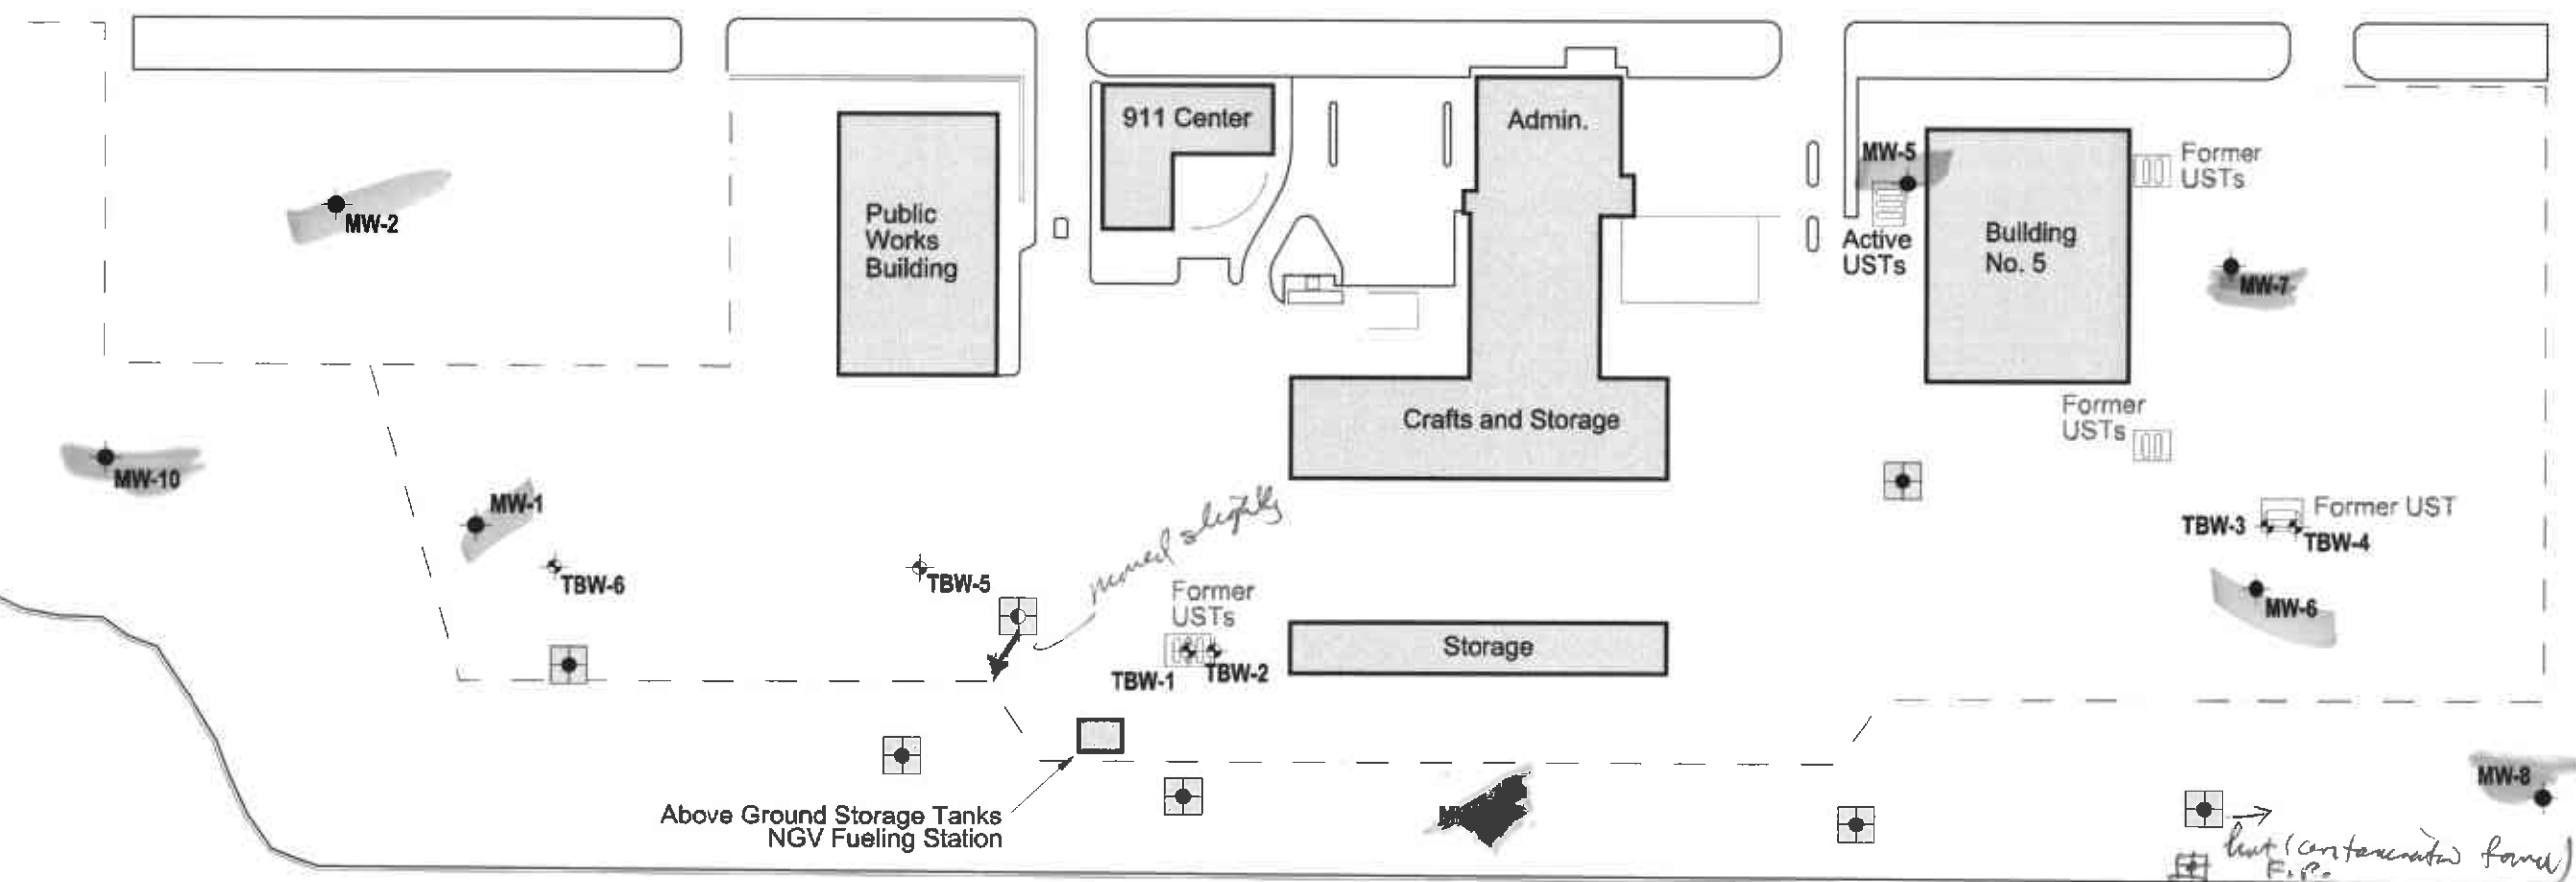 911 Center
Admin.
MW-5
Former
USTs
MW-2
Public
Works
Building
Active
USTs
Building
No. 5
MW-7
Crafts and Storage
Former
USTs
MW-10
MW-1
moved slightly
Former UST
TBW-3
TBW-4
TBW-6
TBW-5
Former
USTs
MW-6
Storage
TBW-1
TBW-2
MW-8
Above Ground Storage Tanks
NGV Fueling Station
found)